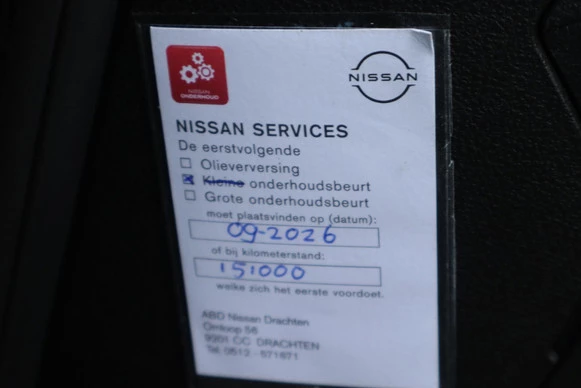 NISSAN
ONDERHOUD
NISSAN
NISSAN SERVICES
De eerstvolgende
Olieverversing
Kleine onderhoudsbeurt
Grote onderhoudsbeurt
moet plaatsvinden op (datum):
09-2026
of bij kilometerstand:
151000
welke zich het eerste voordoet.
ABD Nissan Drachten
Omloop 56
9201 CC DRACHTEN
Tel. 0512 - 571871